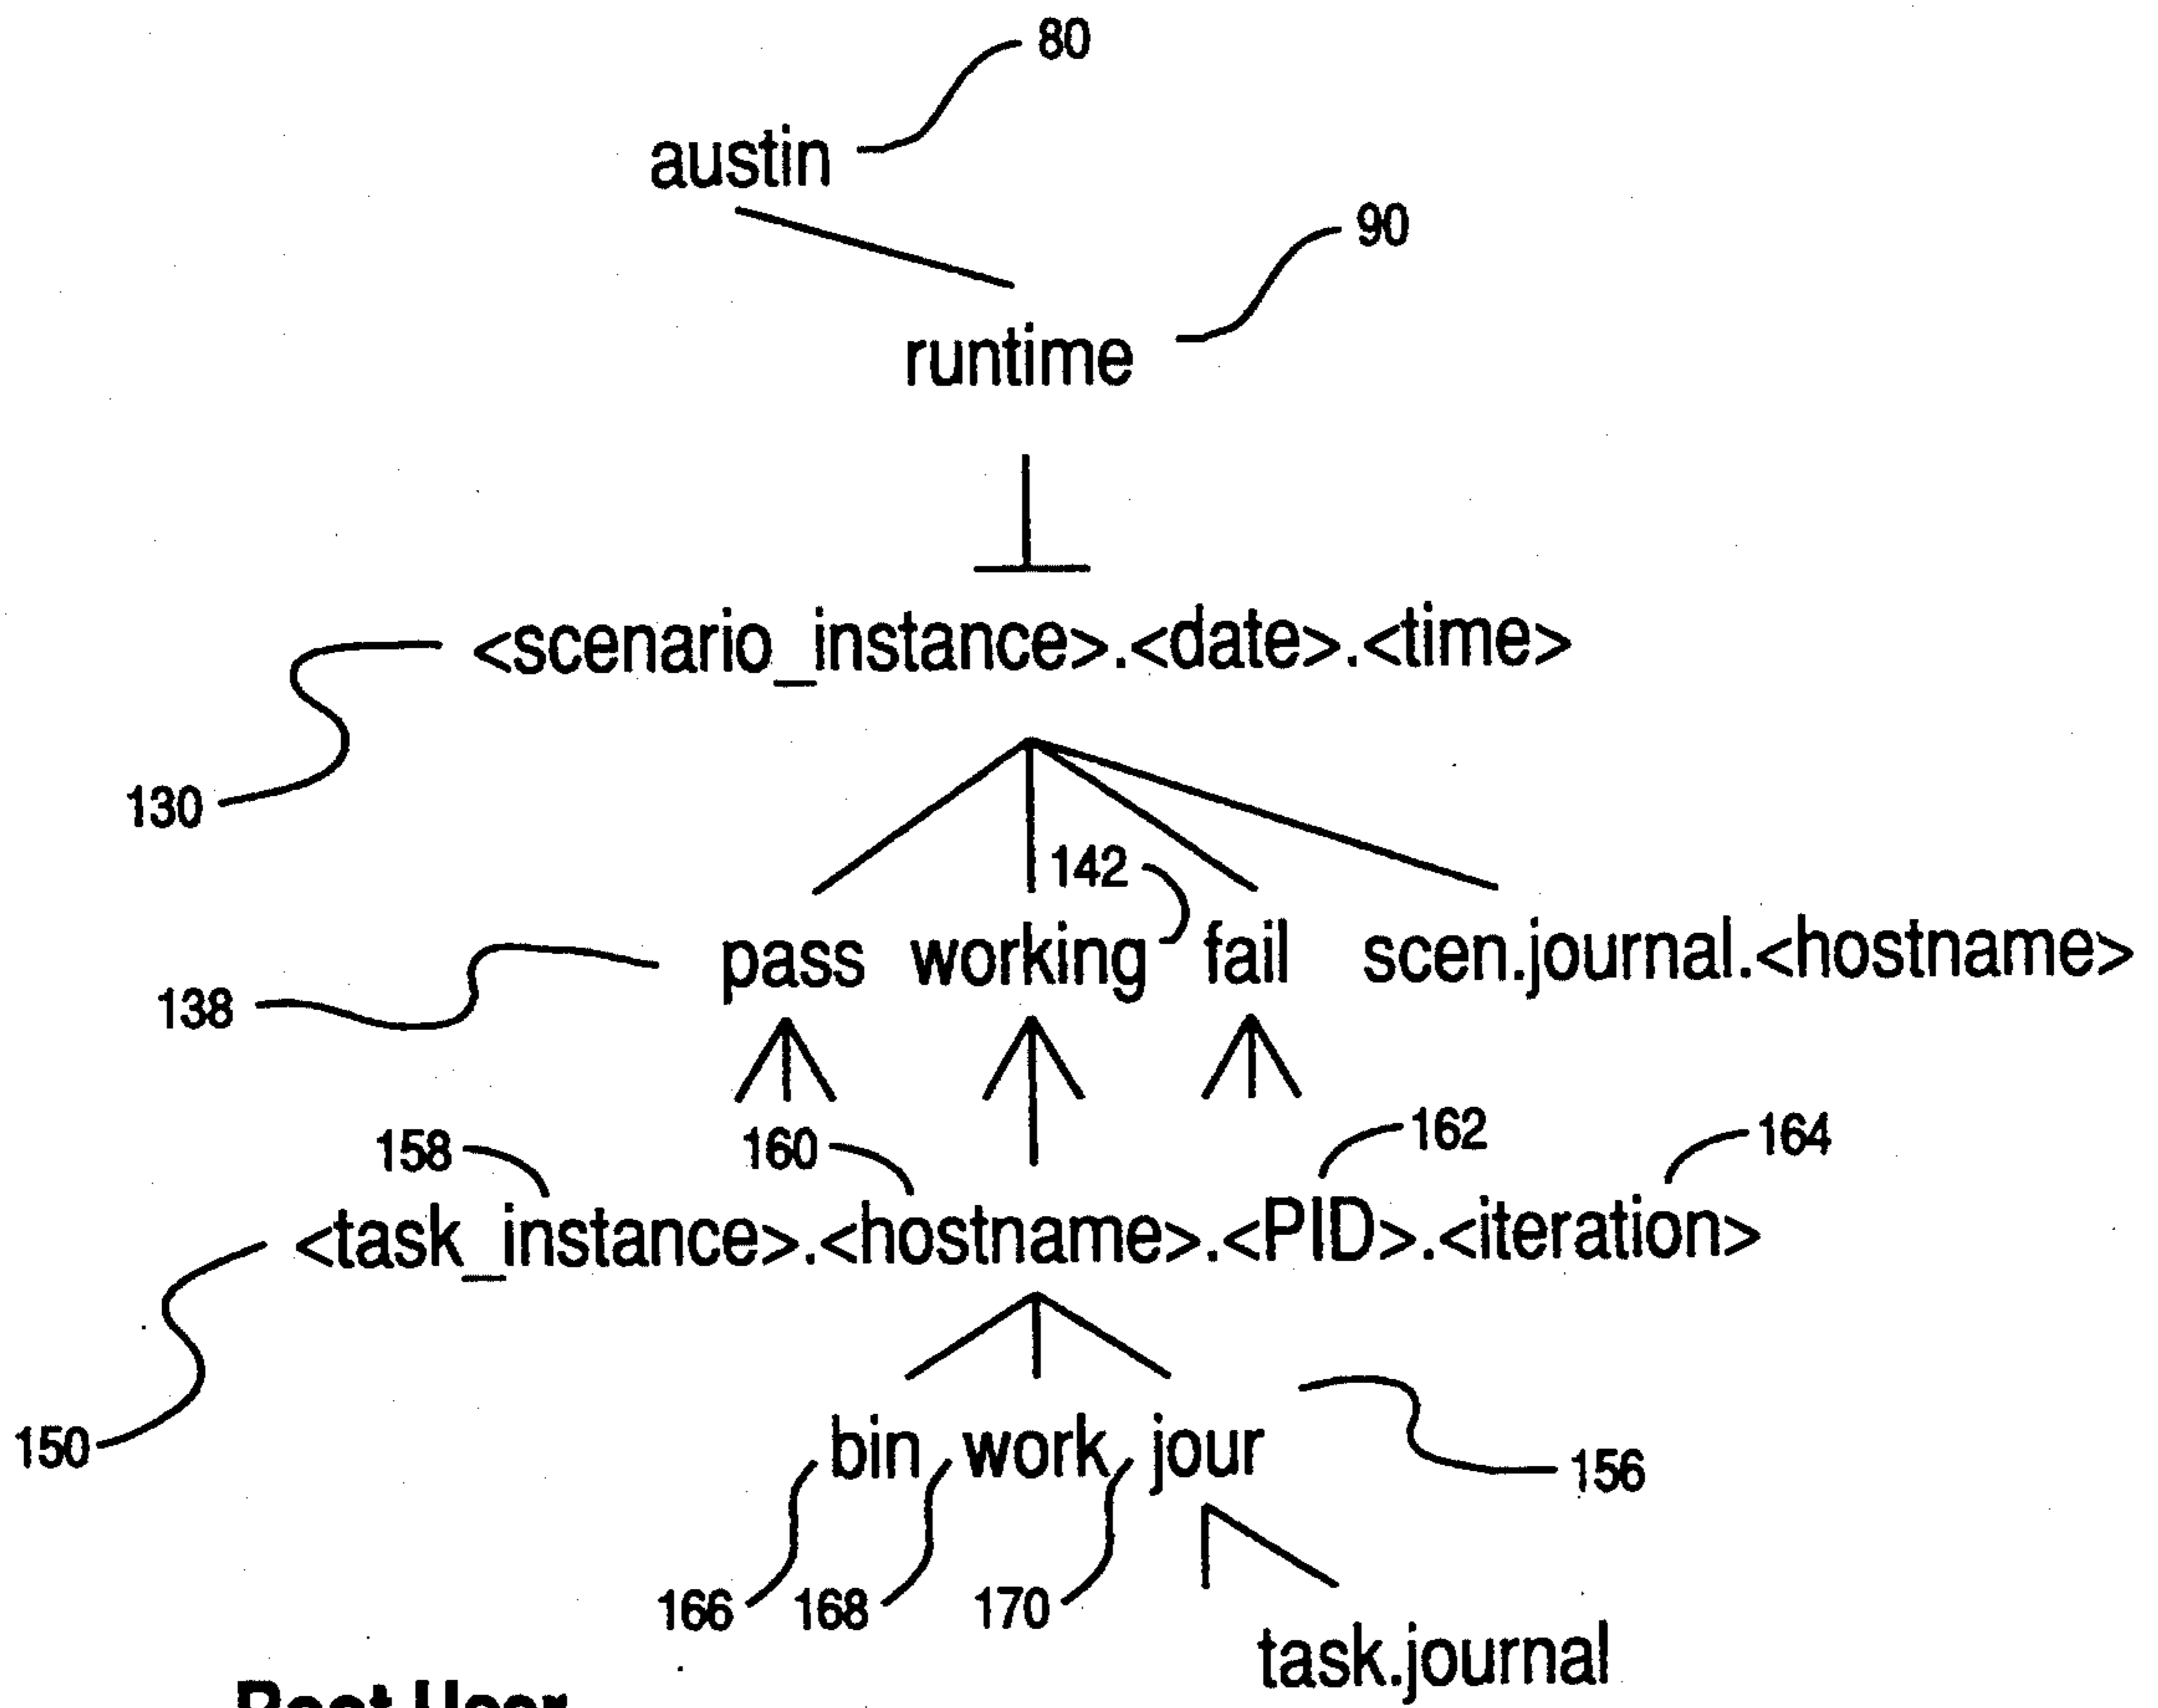 80
austin
90
runtime
<scenario_instance>.<date>.<time>
130
142
pass working fail scen.journal.<hostname>
138
158 160 162 164
<task_instance>.<hostname>.<PID>.<iteration>
150
bin work jour
156
166 168 170
task.journal